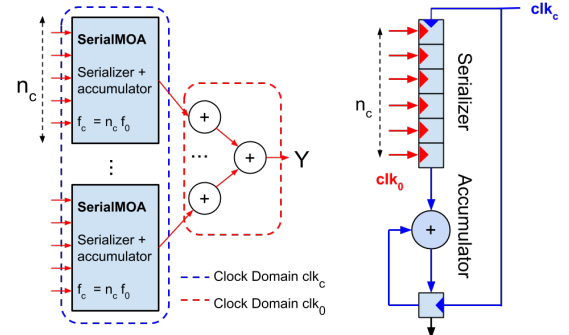 n_c
SerialMOA
Serializer +
accumulator
f_c = n_c f_0
...
SerialMOA
Serializer +
accumulator
f_c = n_c f_0
+
...
+
+
Y
Clock Domain clk_c
Clock Domain clk_0
clk_c
n_c
Serializer
clk_0
Accumulator
+